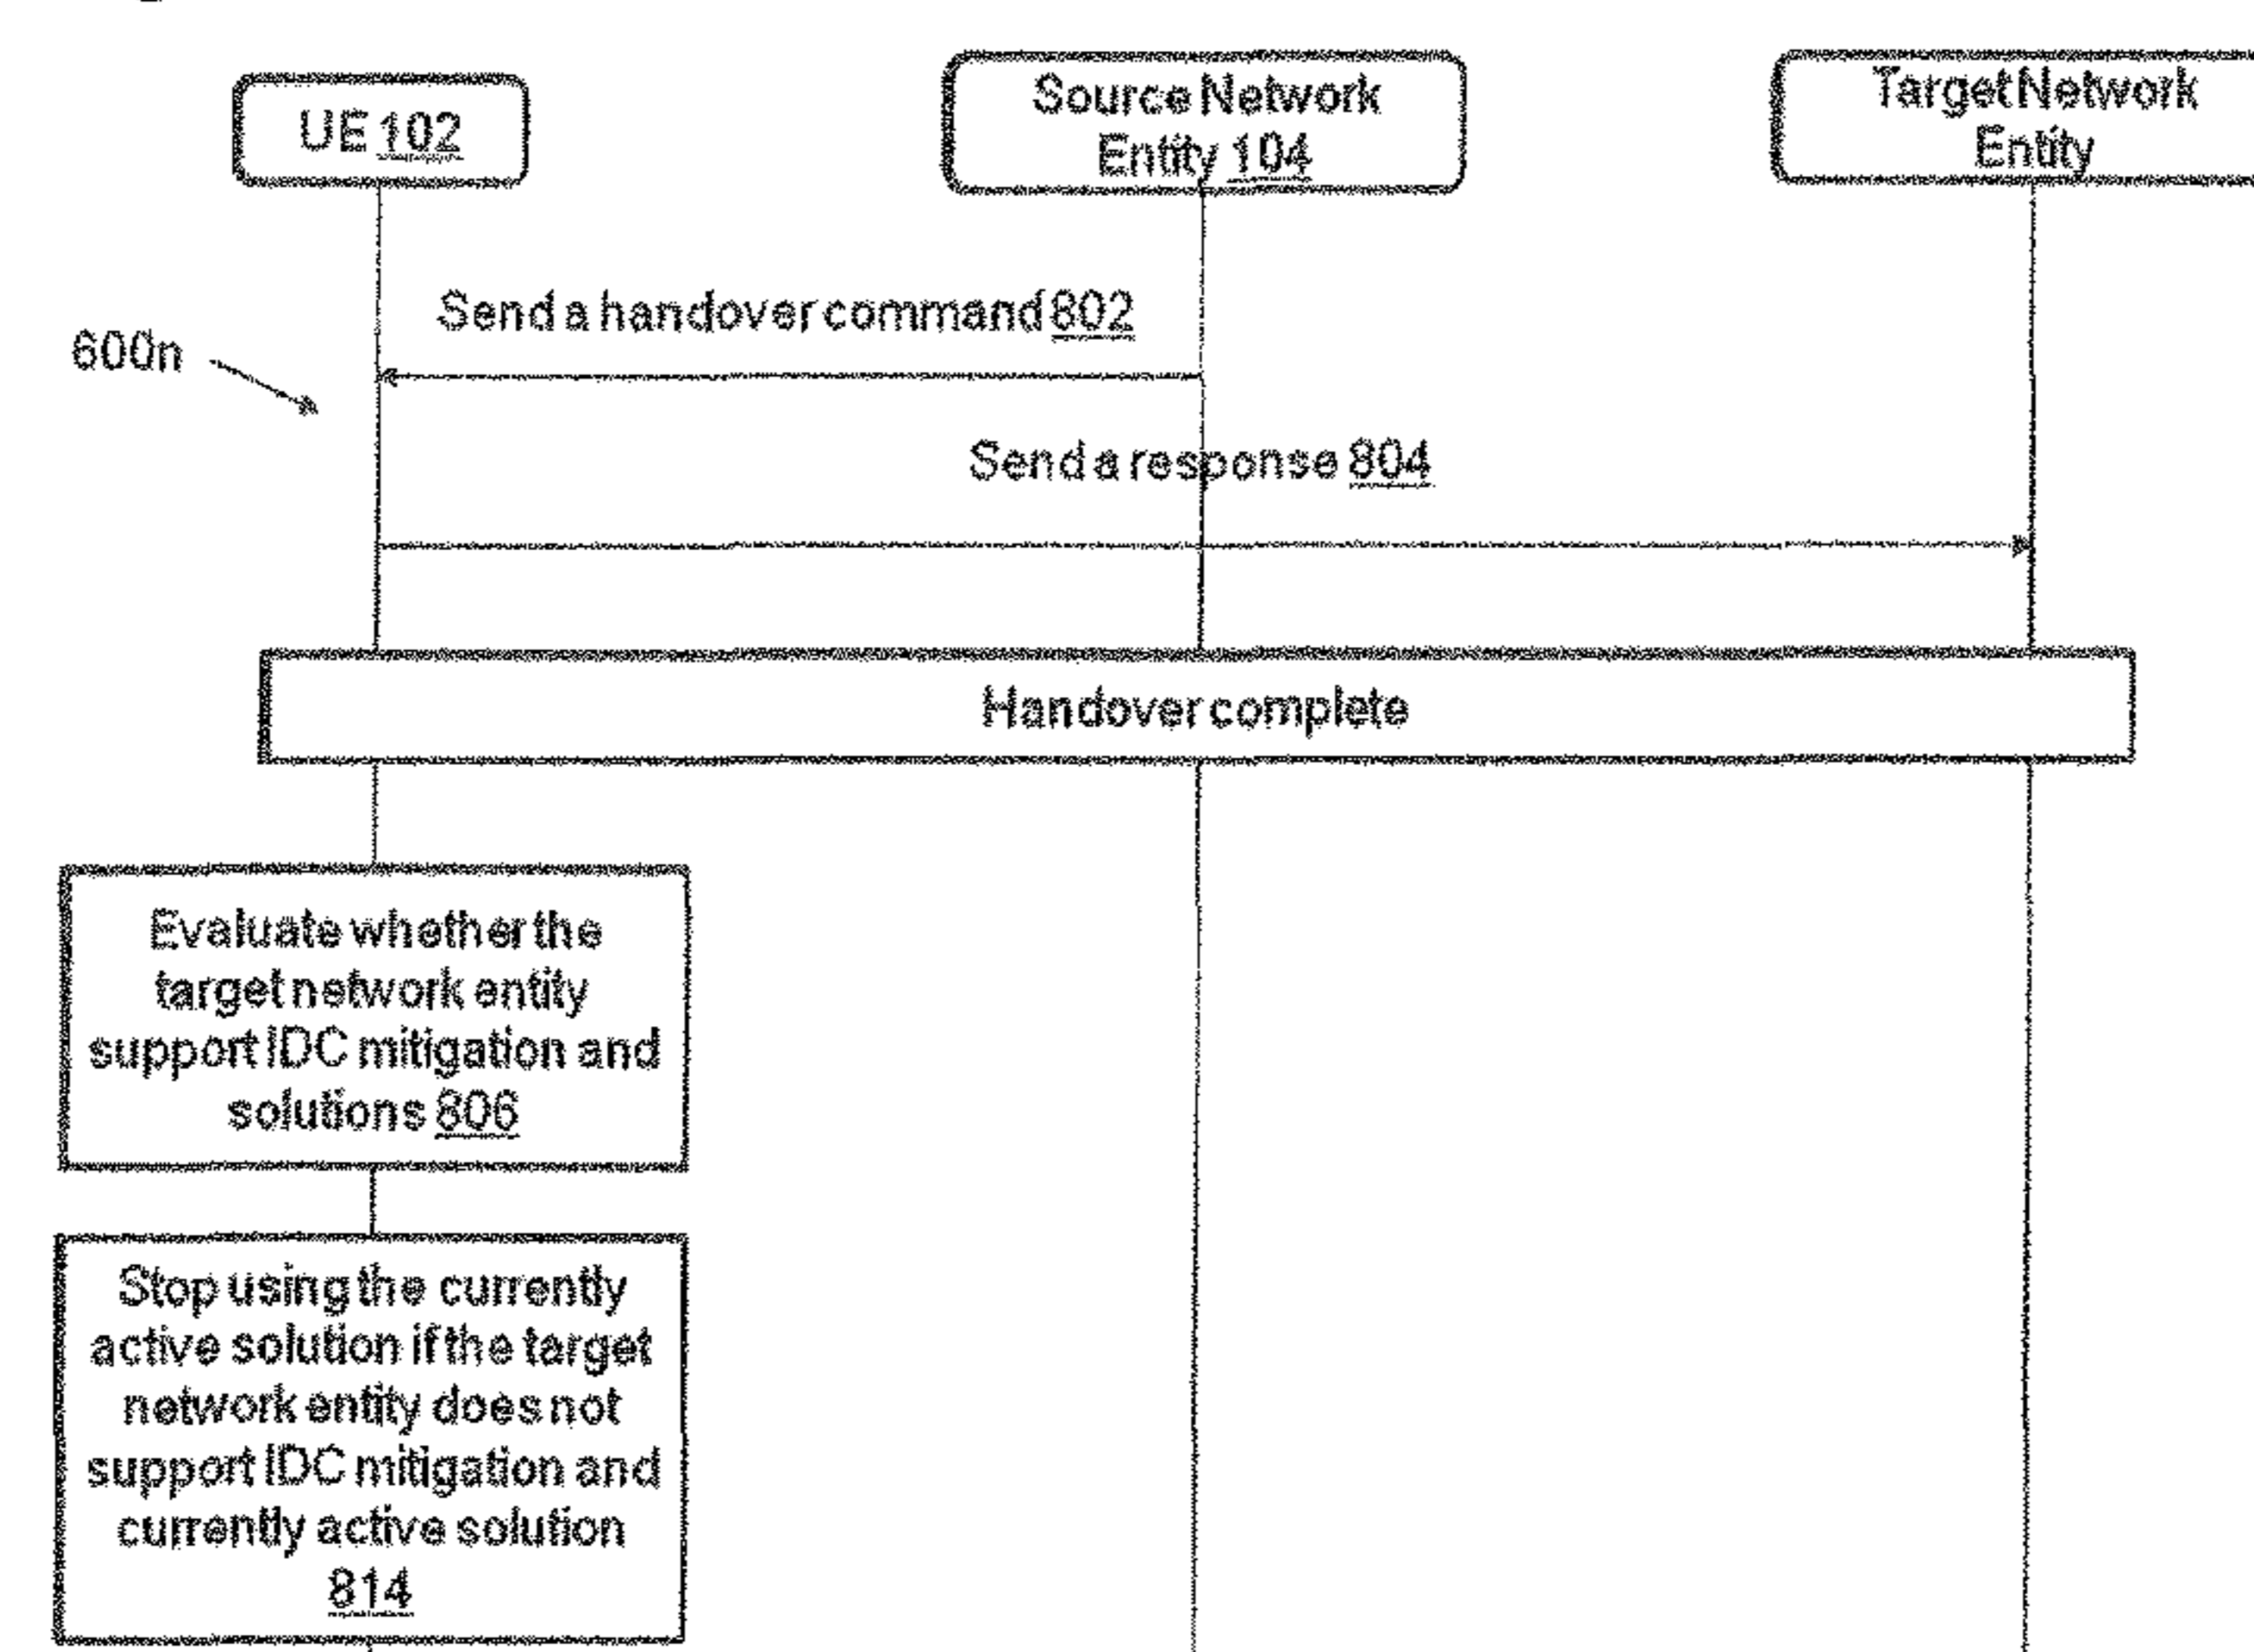 UE 102
Source Network
Entity 104
Target Network
Entity
Send a handover command 802
600n
Send a response 804
Handover complete
Evaluate whether the
target network entity
support IDC mitigation and
solutions 806
Stop using the currently
active solution if the target
network entity does not
support IDC mitigation and
currently active solution
814